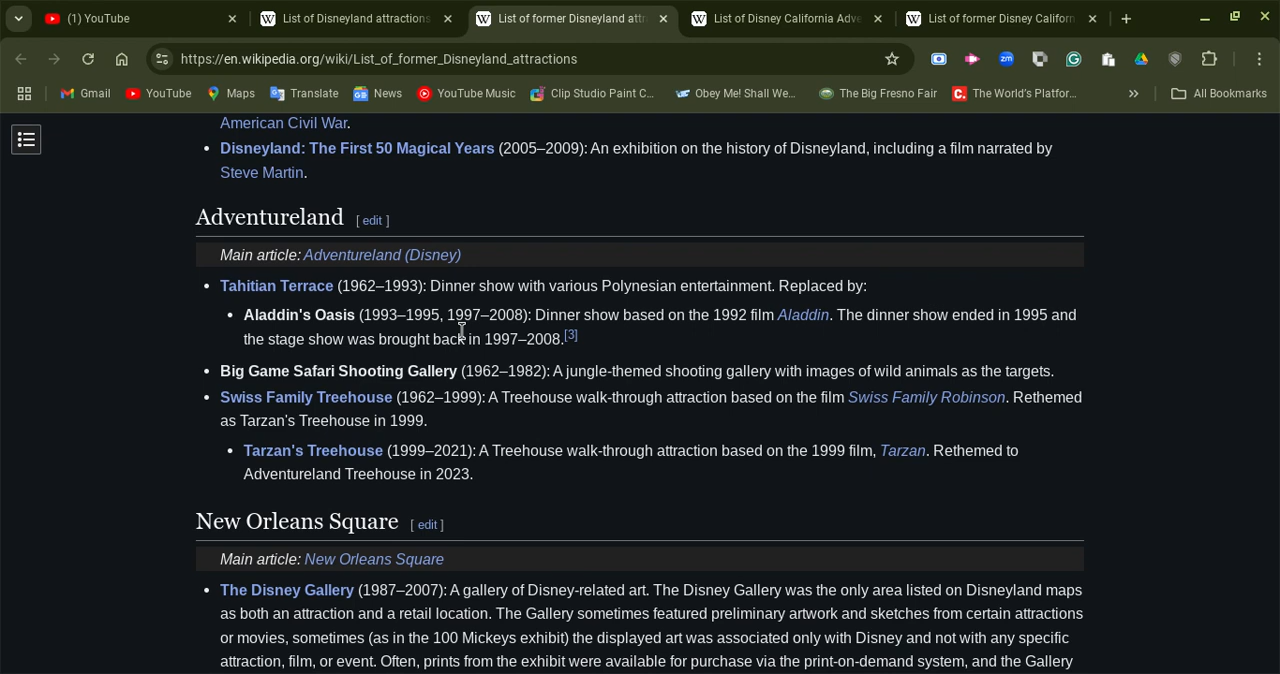 (1) YouTube
List of Disneyland attractions
List of former Disneyland attr
List of Disney California Adve
List of former Disney Californ
https://en.wikipedia.org/wiki/List_of_former_Disneyland_attractions
Gmail
YouTube
Maps
Translate
News
YouTube Music
Clip Studio Paint C...
Obey Me! Shall We...
The Big Fresno Fair
The World's Platfor...
All Bookmarks
American Civil War.
Disneyland: The First 50 Magical Years (2005–2009): An exhibition on the history of Disneyland, including a film narrated by
Steve Martin.
Adventureland [ edit ]
Main article: Adventureland (Disney)
Tahitian Terrace (1962–1993): Dinner show with various Polynesian entertainment. Replaced by:
Aladdin's Oasis (1993–1995, 1997–2008): Dinner show based on the 1992 film Aladdin. The dinner show ended in 1995 and
the stage show was brought back in 1997–2008.[3]
Big Game Safari Shooting Gallery (1962–1982): A jungle-themed shooting gallery with images of wild animals as the targets.
Swiss Family Treehouse (1962–1999): A Treehouse walk-through attraction based on the film Swiss Family Robinson. Rethemed
as Tarzan's Treehouse in 1999.
Tarzan's Treehouse (1999–2021): A Treehouse walk-through attraction based on the 1999 film, Tarzan. Rethemed to
Adventureland Treehouse in 2023.
New Orleans Square [ edit ]
Main article: New Orleans Square
The Disney Gallery (1987–2007): A gallery of Disney-related art. The Disney Gallery was the only area listed on Disneyland maps
as both an attraction and a retail location. The Gallery sometimes featured preliminary artwork and sketches from certain attractions
or movies, sometimes (as in the 100 Mickeys exhibit) the displayed art was associated only with Disney and not with any specific
attraction, film, or event. Often, prints from the exhibit were available for purchase via the print-on-demand system, and the Gallery